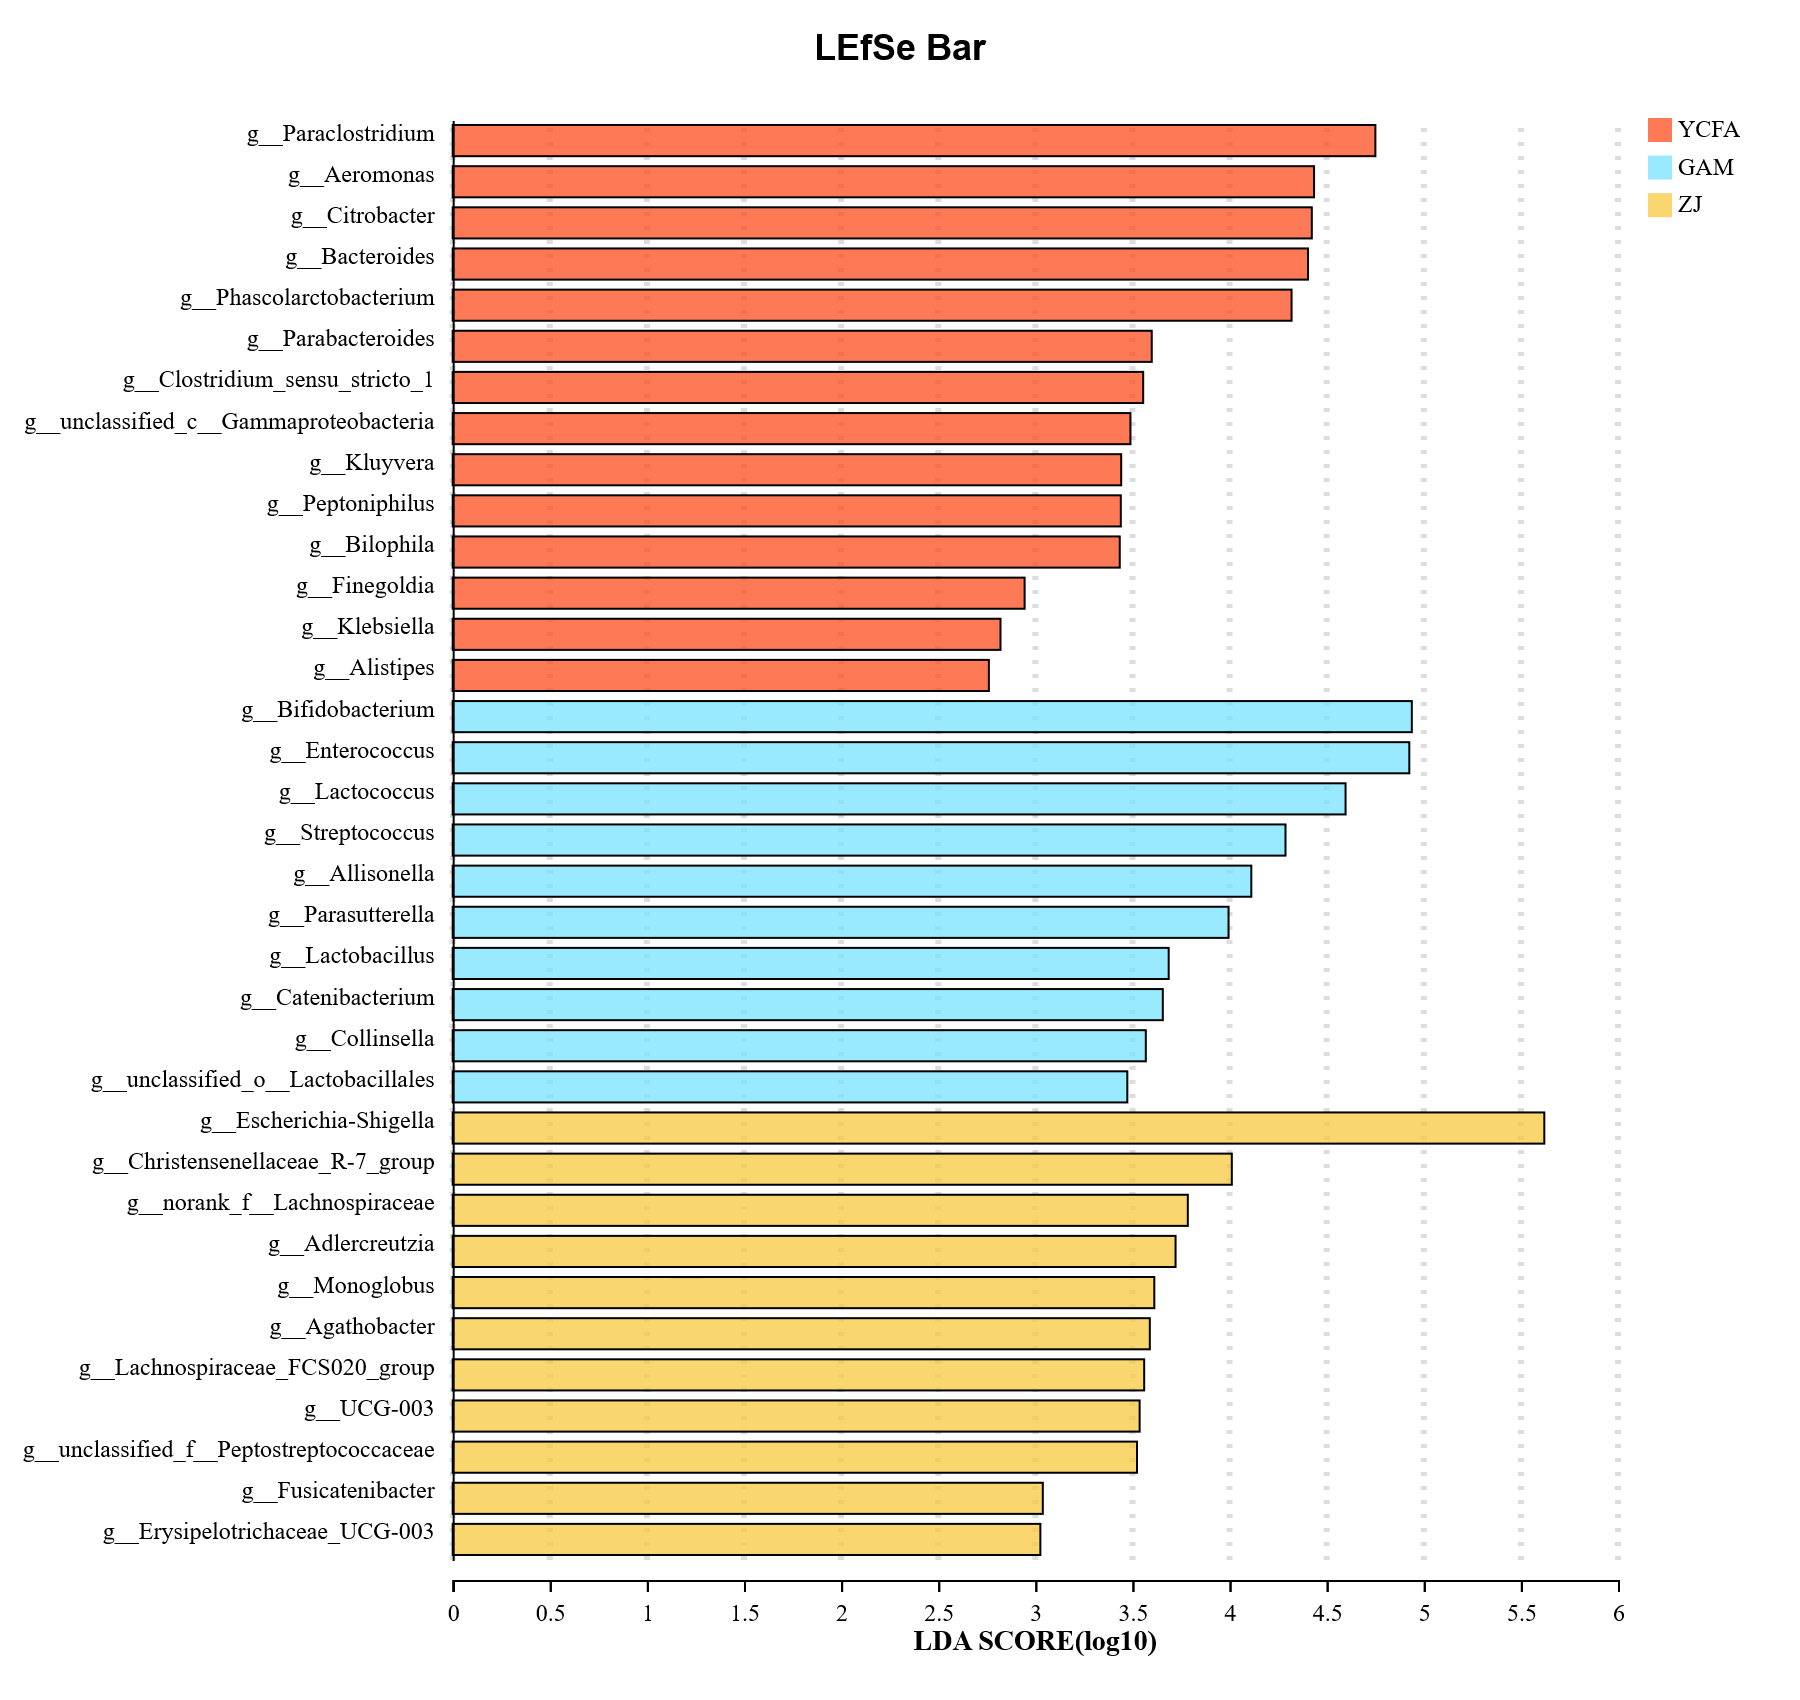 LEfSe Bar
YCFA
GAM
ZJ
g__Paraclostridium
g__Aeromonas
g__Citrobacter
g__Bacteroides
g__Phascolarctobacterium
g__Parabacteroides
g__Clostridium_sensu_stricto_1
g__unclassified_c__Gammaproteobacteria
g__Kluyvera
g__Peptoniphilus
g__Bilophila
g__Finegoldia
g__Klebsiella
g__Alistipes
g__Bifidobacterium
g__Enterococcus
g__Lactococcus
g__Streptococcus
g__Allisonella
g__Parasutterella
g__Lactobacillus
g__Catenibacterium
g__Collinsella
g__unclassified_o__Lactobacillales
g__Escherichia-Shigella
g__Christensenellaceae_R-7_group
g__norank_f__Lachnospiraceae
g__Adlercreutzia
g__Monoglobus
g__Agathobacter
g__Lachnospiraceae_FCS020_group
g__UCG-003
g__unclassified_f__Peptostreptococcaceae
g__Fusicatenibacter
g__Erysipelotrichaceae_UCG-003
0 0.5 1 1.5 2 2.5 3 3.5 4 4.5 5 5.5 6
LDA SCORE(log10)